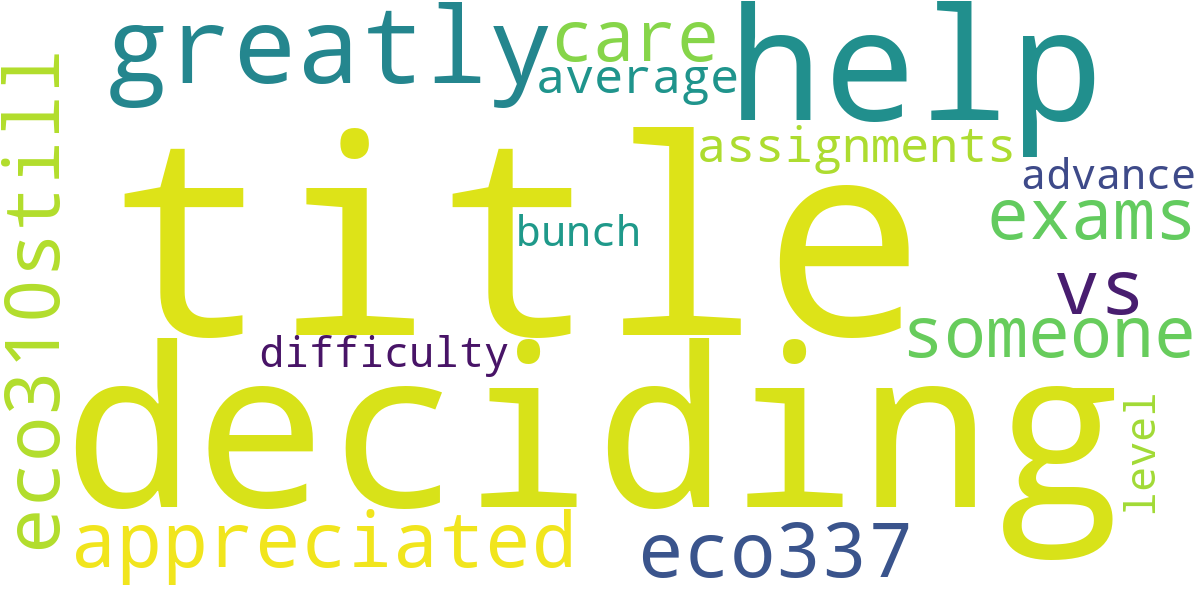 greatly
care
help
average
assignments
advance
exams
eco310still
title
bunch
vs
someone
difficulty
deciding
level
appreciated
eco337